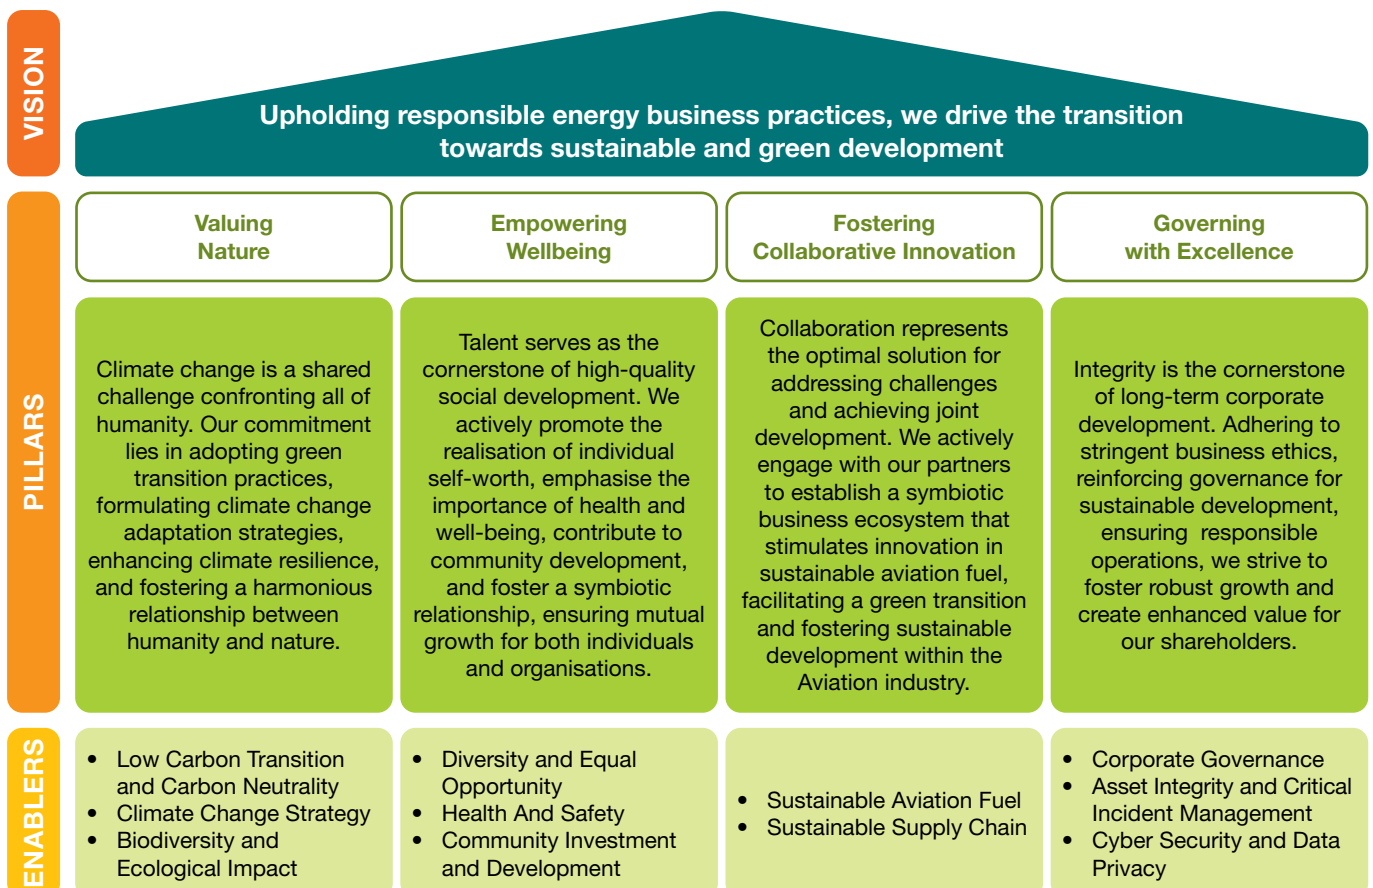 VISION
Upholding responsible energy business practices, we drive the transition
towards sustainable and green development
PILLARS
Valuing
Nature
Climate change is a shared
challenge confronting all of
humanity. Our commitment
lies in adopting green
transition practices,
formulating climate change
adaptation strategies,
enhancing climate resilience,
and fostering a harmonious
relationship between
humanity and nature.
Empowering
Wellbeing
Talent serves as the
cornerstone of high-quality
social development. We
actively promote the
realisation of individual
self-worth, emphasise the
importance of health and
well-being, contribute to
community development,
and foster a symbiotic
relationship, ensuring mutual
growth for both individuals
and organisations.
Fostering
Collaborative Innovation
Collaboration represents
the optimal solution for
addressing challenges
and achieving joint
development. We actively
engage with our partners
to establish a symbiotic
business ecosystem that
stimulates innovation in
sustainable aviation fuel,
facilitating a green transition
and fostering sustainable
development within the
Aviation industry.
Governing
with Excellence
Integrity is the cornerstone
of long-term corporate
development. Adhering to
stringent business ethics,
reinforcing governance for
sustainable development,
ensuring responsible
operations, we strive to
foster robust growth and
create enhanced value for
our shareholders.
ENABLERS
• Low Carbon Transition
and Carbon Neutrality
• Climate Change Strategy
• Biodiversity and
Ecological Impact
• Diversity and Equal
Opportunity
• Health And Safety
• Community Investment
and Development
• Sustainable Aviation Fuel
• Sustainable Supply Chain
• Corporate Governance
• Asset Integrity and Critical
Incident Management
• Cyber Security and Data
Privacy